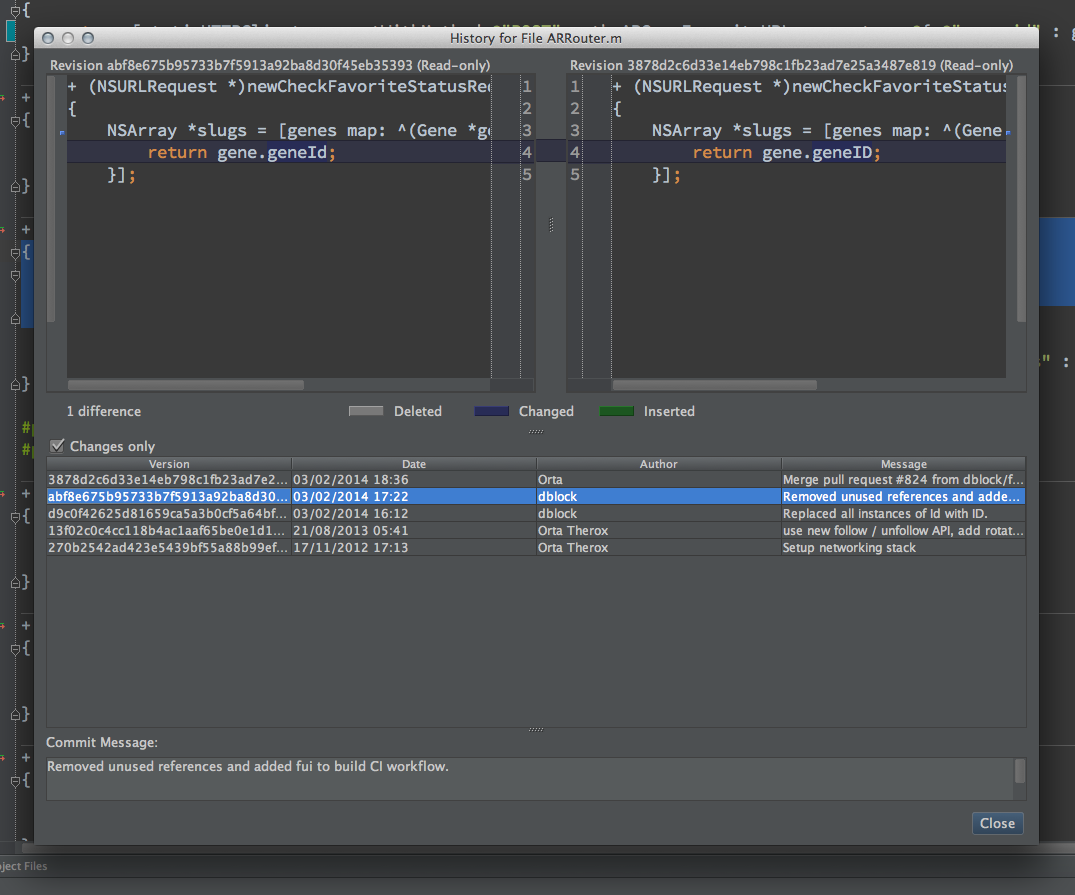 History for File ARRouter.m
Revision abf8e675b95733b7f5913a92ba8d30f45eb35393 (Read-only)
Revision 3878d2c6d33e14eb798c1fb23ad7e25a3487e819 (Read-only)
+ (NSURLRequest *)newCheckFavoriteStatusRe
1
1
+ (NSURLRequest *)newCheckFavoriteStatus
{
2
2
{
NSArray *slugs = [genes map: ^(Gene *g
3
3
NSArray *slugs = [genes map: ^(Gene
return gene.geneId;
4
4
return gene.geneID;
}];
5
5
}];
1 difference
Deleted
Changed
Inserted
Changes only
Version Date Author Message
3878d2c6d33e14eb798c1fb23ad7e2... 03/02/2014 18:36 Orta Merge pull request #824 from dblock/f...
abf8e675b95733b7f5913a92ba8d30... 03/02/2014 17:22 dblock Removed unused references and adde...
d9c0f42625d81659ca5a3b0cf5a64bf... 03/02/2014 16:12 dblock Replaced all instances of Id with ID.
13f02c0c4cc118b4ac1aaf65be0e1d1... 21/08/2013 05:41 Orta Therox use new follow / unfollow API, add rotat...
270b2542ad423e5439bf55a88b99ef... 17/11/2012 17:13 Orta Therox Setup networking stack
Commit Message:
Removed unused references and added fui to build CI workflow.
Close
ject Files